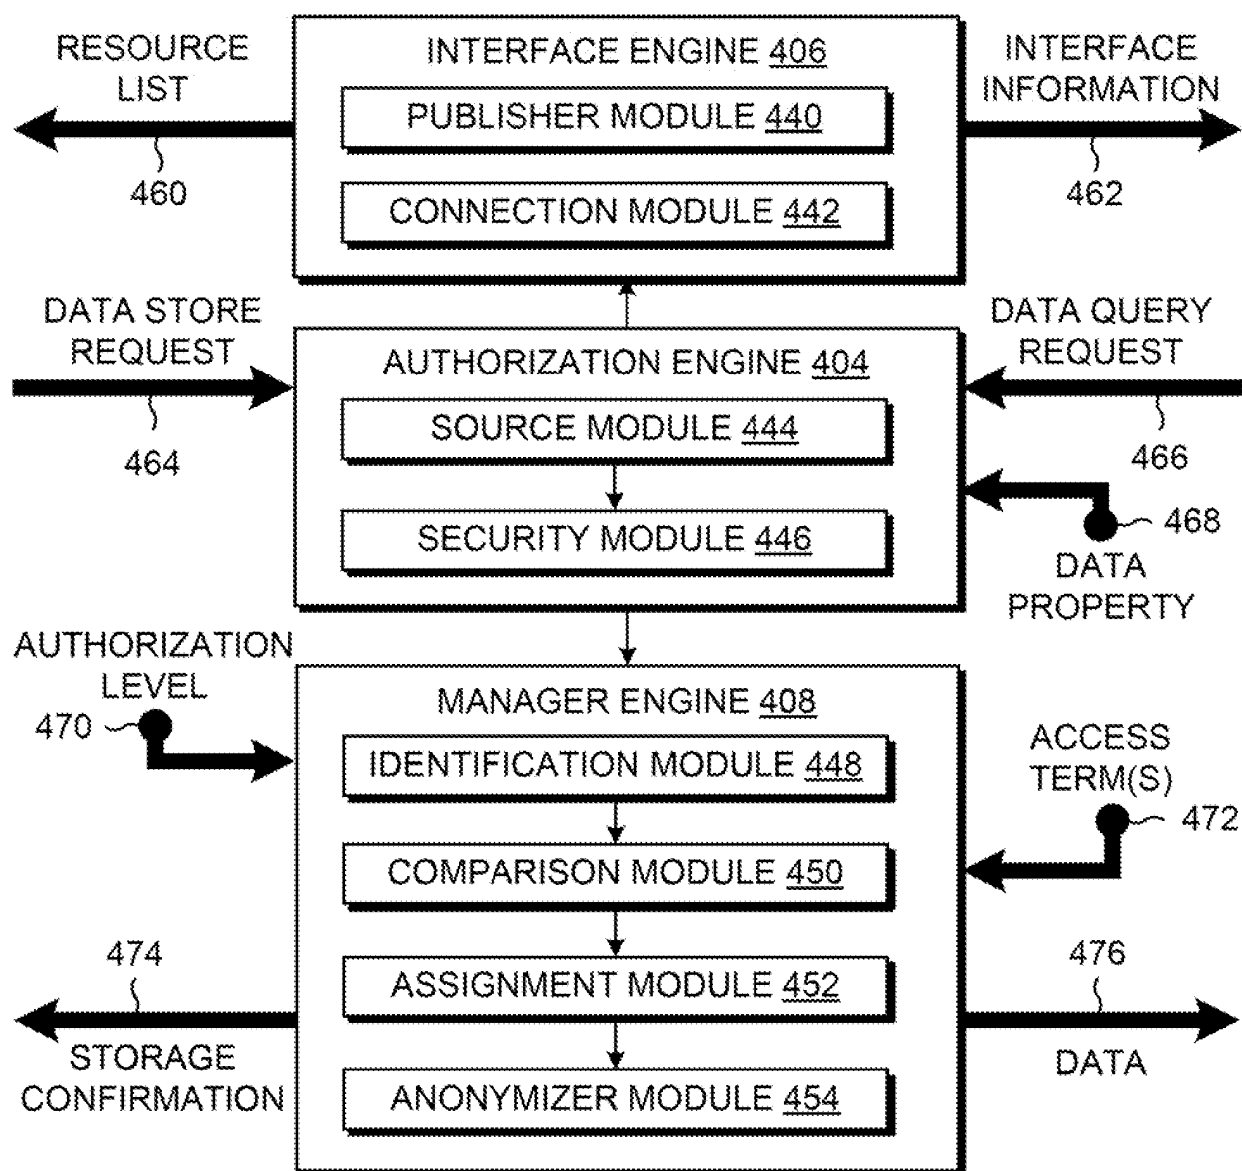 RESOURCE
LIST
460
INTERFACE ENGINE 406
PUBLISHER MODULE 440
CONNECTION MODULE 442
INTERFACE
INFORMATION
462
DATA STORE
REQUEST
464
AUTHORIZATION ENGINE 404
SOURCE MODULE 444
SECURITY MODULE 446
DATA QUERY
REQUEST
466
468
DATA
PROPERTY
AUTHORIZATION
LEVEL
470
MANAGER ENGINE 408
IDENTIFICATION MODULE 448
COMPARISON MODULE 450
ASSIGNMENT MODULE 452
ANONYMIZER MODULE 454
ACCESS
TERM(S)
472
474
STORAGE
CONFIRMATION
476
DATA